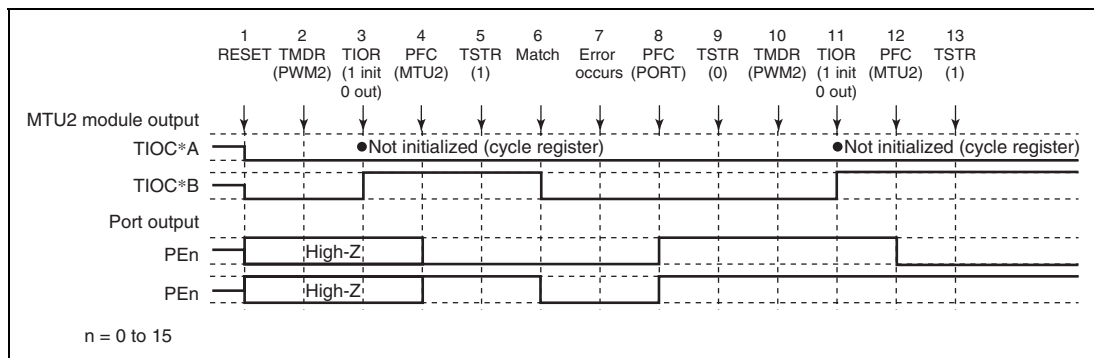 1 2 3 4 5 6 7 8 9 10 11 12 13
RESET TMDR TIOR PFC TSTR Match Error PFC TSTR TMDR TIOR PFC TSTR
(PWM2) (1 init (MTU2) (1) occurs (PORT) (0) (PWM2) (1 init (MTU2) (1)
0 out) 0 out)
MTU2 module output
TIOC*A ●Not initialized (cycle register) ●Not initialized (cycle register)
TIOC*B
Port output
PEn High-Z
PEn High-Z
n = 0 to 15